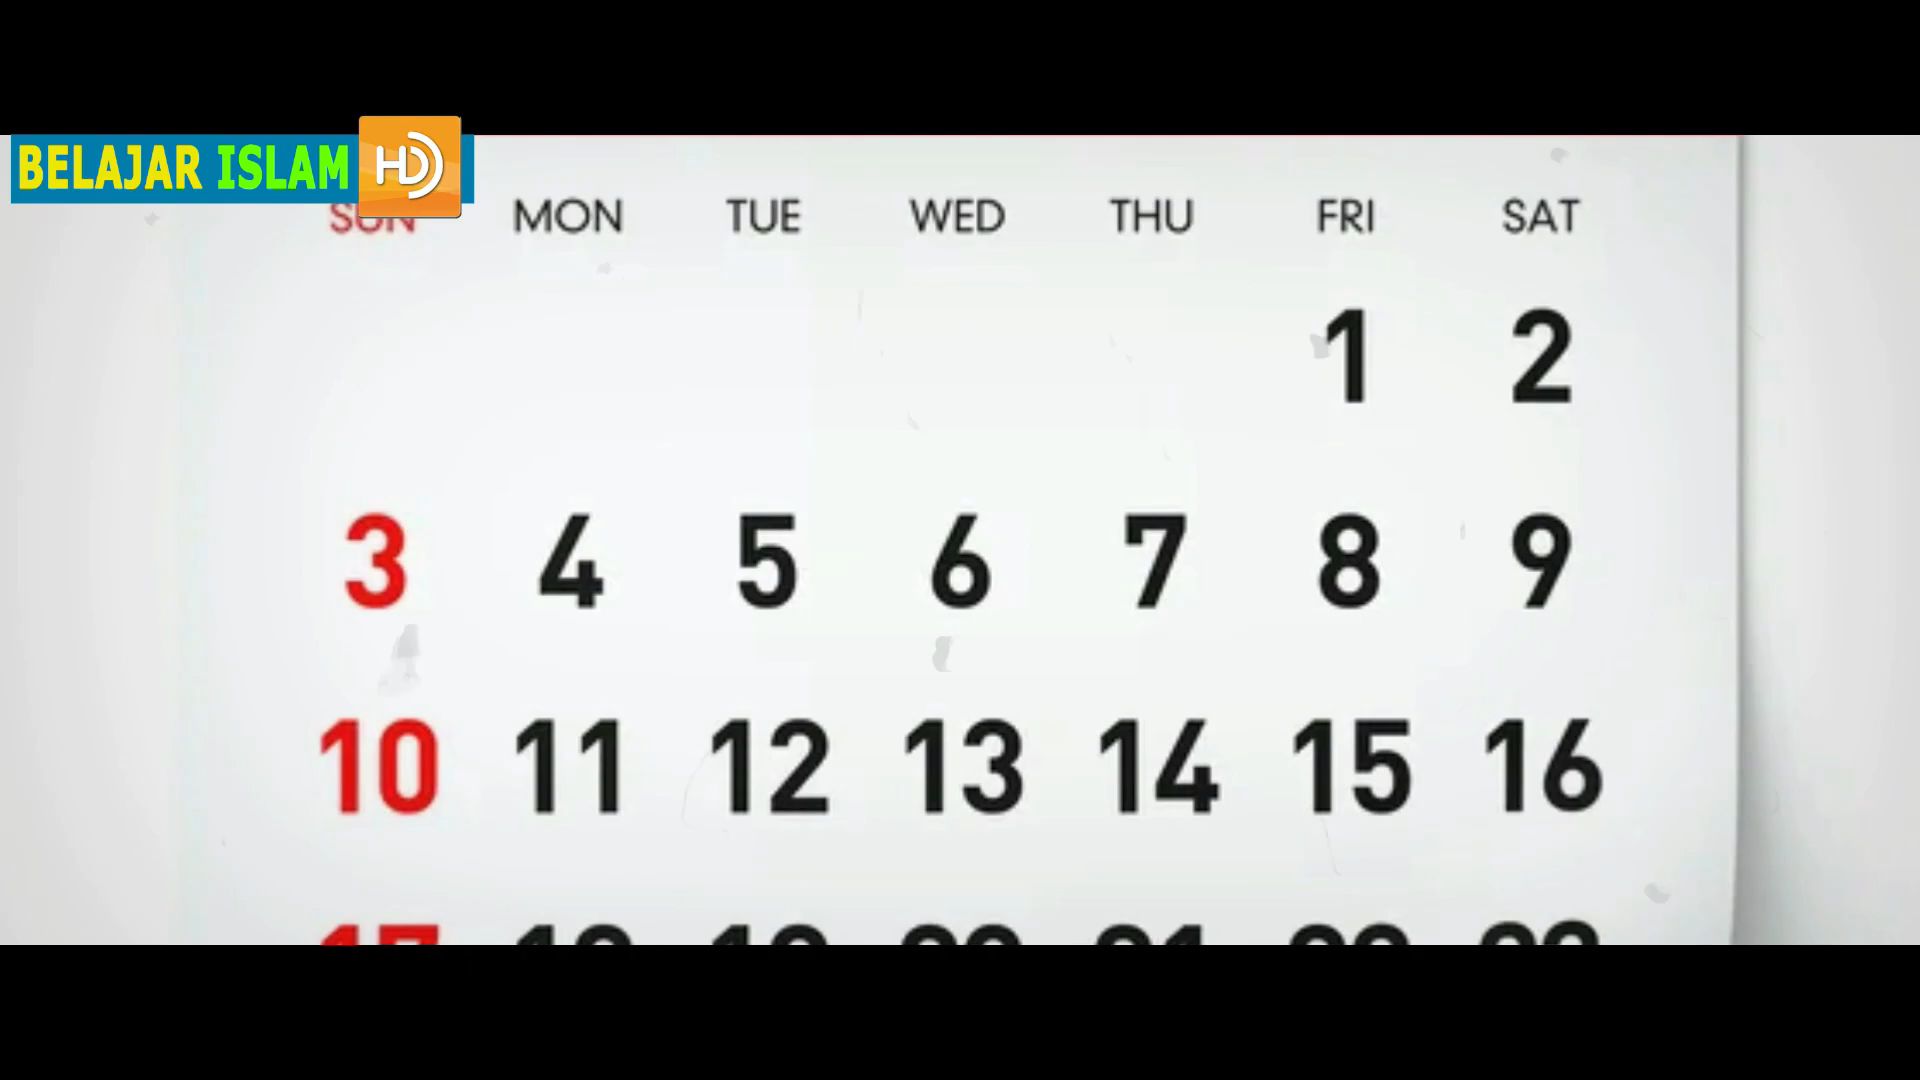 BELAJAR ISLAM HD
SUN MON TUE WED THU FRI SAT
1 2
3 4 5 6 7 8 9
10 11 12 13 14 15 16